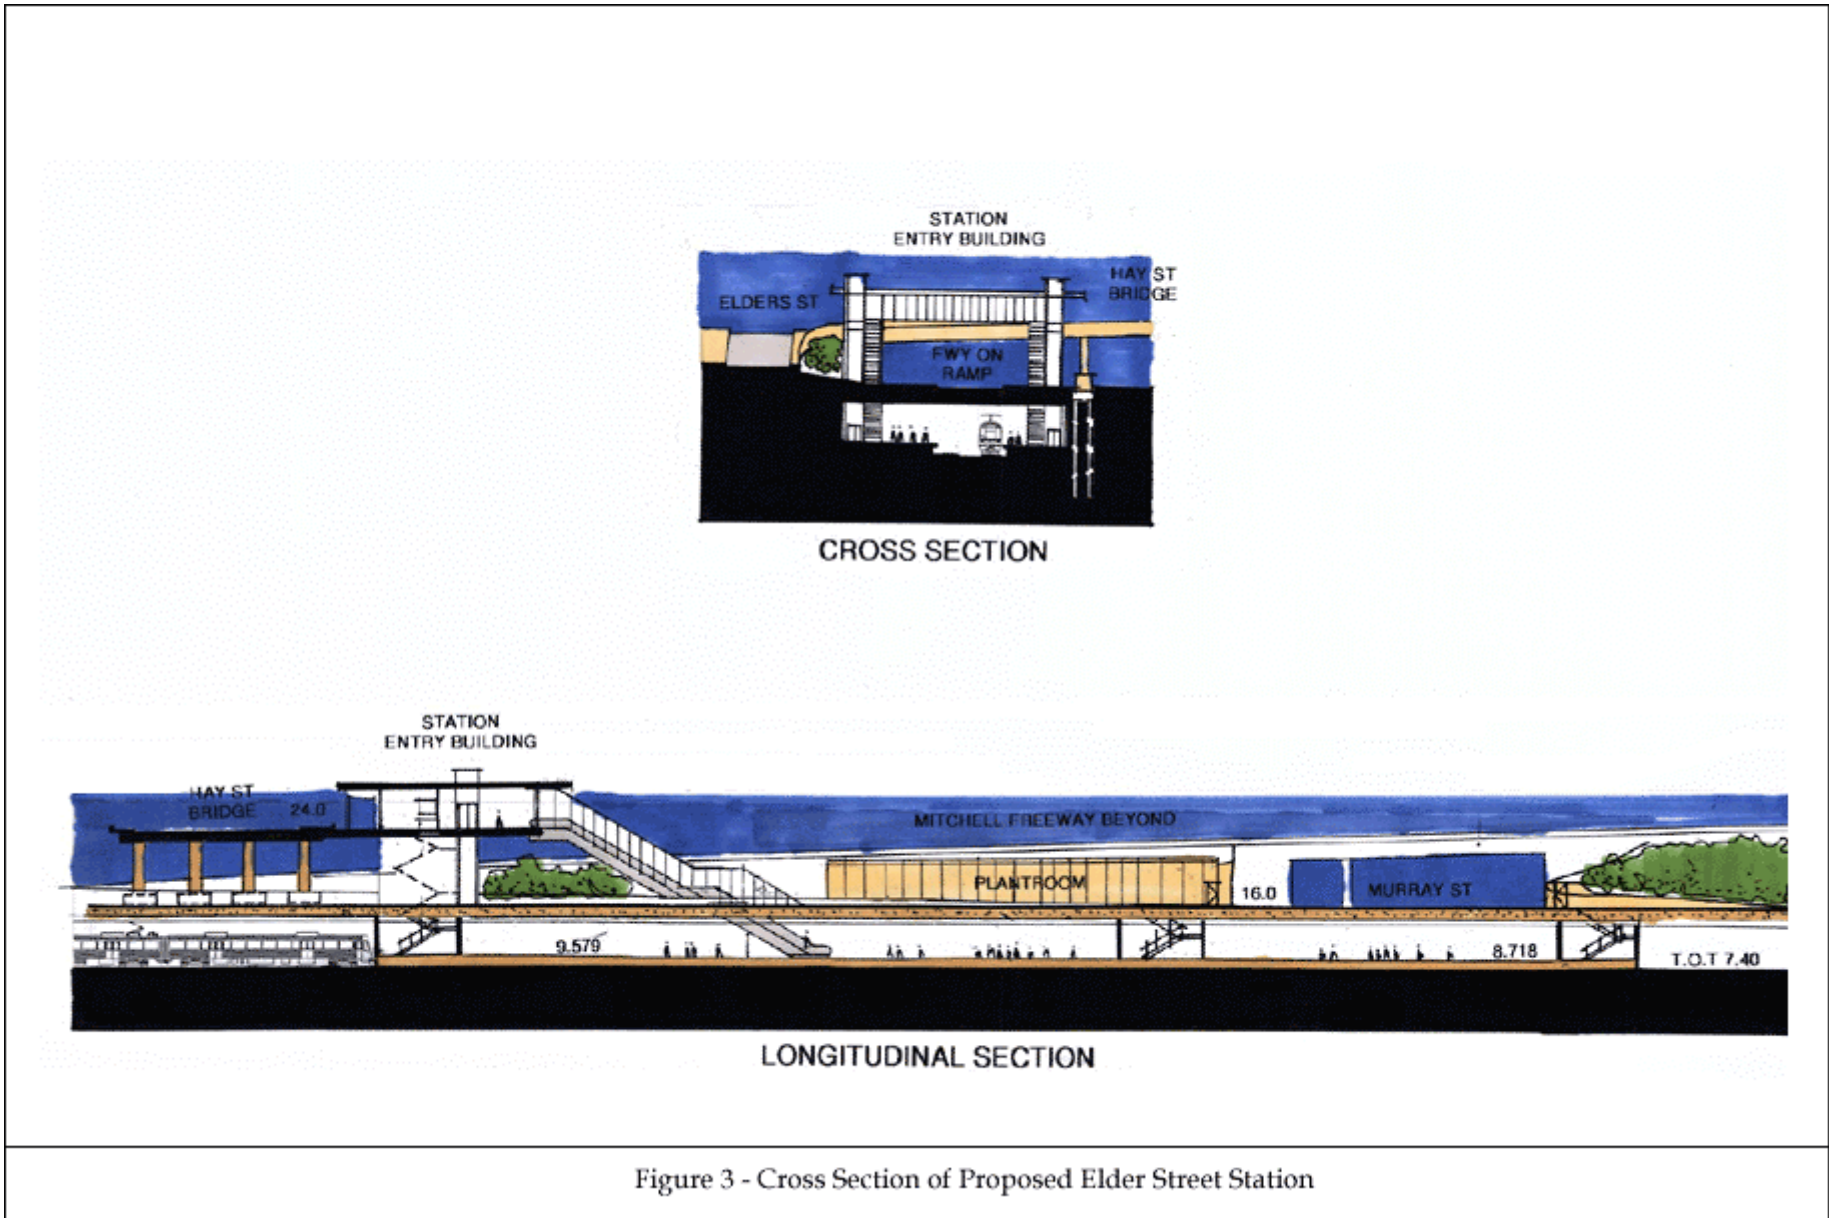 STATION
ENTRY BUILDING
HAY ST
BRIDGE
ELDERS ST
FWY ON
RAMP
CROSS SECTION
STATION
ENTRY BUILDING
HAY ST
BRIDGE 24.0
MITCHELL FREEWAY BEYOND
PLANTROOM
16.0
MURRAY ST
9.579
8.718
T.O.T 7.40
LONGITUDINAL SECTION
Figure 3 - Cross Section of Proposed Elder Street Station